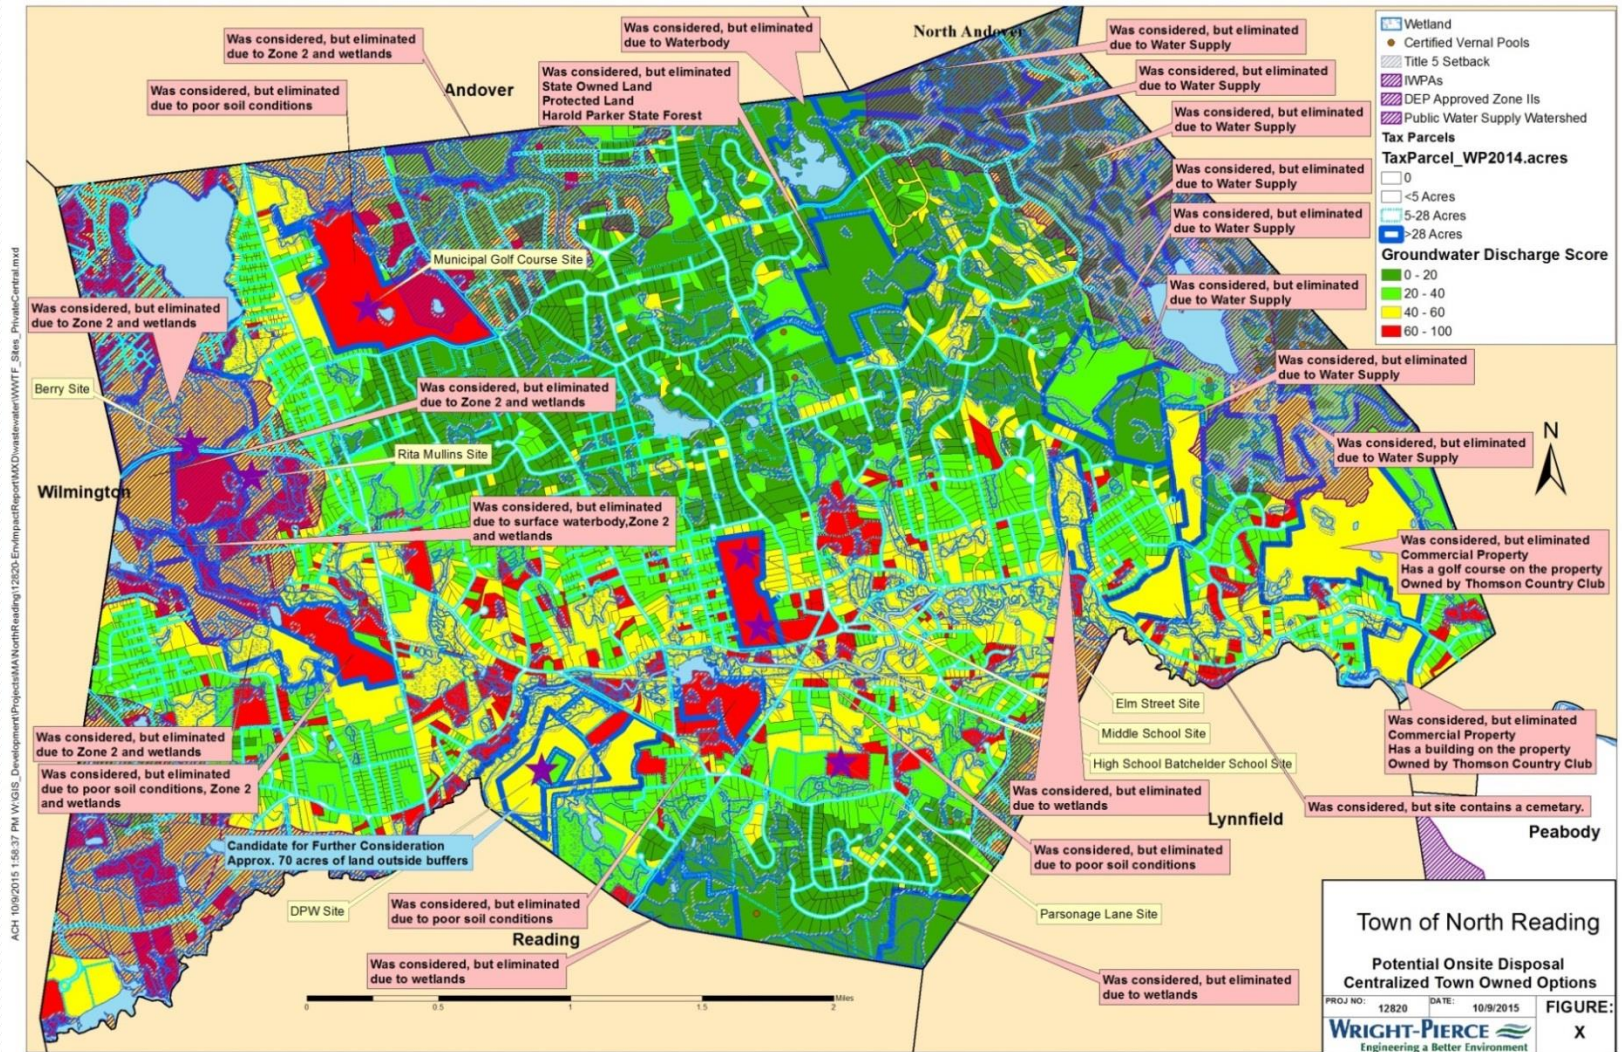 North Andover
Was considered, but eliminated
due to Zone 2 and wetlands
Was considered, but eliminated
due to Waterbody
Was considered, but eliminated
due to Water Supply
Andover
Was considered, but eliminated
State Owned Land
Protected Land
Harold Parker State Forest
Was considered, but eliminated
due to Water Supply
Was considered, but eliminated
due to poor soil conditions
Was considered, but eliminated
due to Water Supply
Was considered, but eliminated
due to Water Supply
Was considered, but eliminated
due to Water Supply
Municipal Golf Course Site
Was considered, but eliminated
due to Water Supply
Was considered, but eliminated
due to Zone 2 and wetlands
Was considered, but eliminated
due to Water Supply
Berry Site
Was considered, but eliminated
due to Zone 2 and wetlands
Was considered, but eliminated
due to Water Supply
Rita Mullins Site
Wilmington
Was considered, but eliminated
due to surface waterbody,Zone 2
and wetlands
Was considered, but eliminated
Commercial Property
Has a golf course on the property
Owned by Thomson Country Club
N
Elm Street Site
Middle School Site
High School Batchelder School Site
Was considered, but eliminated
Commercial Property
Has a building on the property
Owned by Thomson Country Club
Was considered, but eliminated
due to Zone 2 and wetlands
Was considered, but eliminated
due to poor soil conditions, Zone 2
and wetlands
Was considered, but eliminated
due to wetlands
Lynnfield
Was considered, but site contains a cemetary.
Peabody
Candidate for Further Consideration
Approx. 70 acres of land outside buffers
Was considered, but eliminated
due to poor soil conditions
DPW Site
Was considered, but eliminated
due to poor soil conditions
Parsonage Lane Site
Reading
Was considered, but eliminated
due to wetlands
Was considered, but eliminated
due to wetlands
0 0.5 1 1.5 2 Miles
Wetland
Certified Vernal Pools
Title 5 Setback
IWPAs
DEP Approved Zone IIs
Public Water Supply Watershed
Tax Parcels
TaxParcel_WP2014.acres
0
<5 Acres
5-28 Acres
>28 Acres
Groundwater Discharge Score
0 - 20
20 - 40
40 - 60
60 - 100
Town of North Reading
Potential Onsite Disposal
Centralized Town Owned Options
PROJ NO: 12820 DATE: 10/9/2015
FIGURE:
X
WRIGHT-PIERCE
Engineering a Better Environment
ACH 10/9/2015 1:58:37 PM W:\GIS_Development\Projects\MA\NorthReading\12820-EnvImpactReport\MXD\wastewater\WWTF_Sites_PrivateCentral.mxd